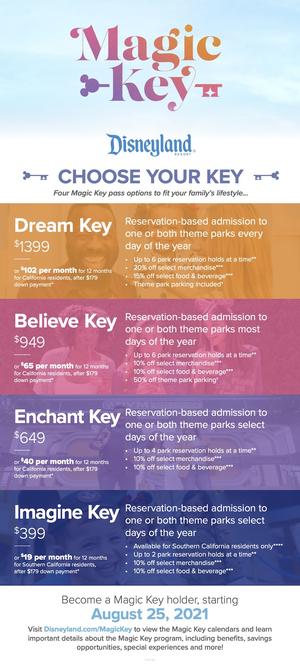 Magic
Key
Disneyland
RESORT
CHOOSE YOUR KEY
Four Magic Key pass options to fit your family's lifestyle...
Dream Key
$1399
or $102 per month for 12 months
for California residents, after $179
down payment*
Reservation-based admission to
one or both theme parks every
day of the year
• Up to 6 park reservation holds at a time**
• 20% off select merchandise***
• 15% off select food & beverage***
• Theme park parking included*
Believe Key
$949
or $65 per month for 12 months
for California residents, after $179
down payment*
Reservation-based admission to
one or both theme parks most
days of the year
• Up to 6 park reservation holds at a time**
• 10% off select merchandise***
• 10% off select food & beverage***
• 50% off theme park parking*
Enchant Key
$649
or $40 per month for 12 months
for California residents, after $179
down payment*
Reservation-based admission to
one or both theme parks select
days of the year
• Up to 4 park reservation holds at a time**
• 10% off select merchandise***
• 10% off select food & beverage***
Imagine Key
$399
or $19 per month for 12 months
for Southern California residents,
after $179 down payment*
Reservation-based admission to
one or both theme parks select
days of the year
• Available for Southern California residents only****
• Up to 2 park reservation holds at a time**
• 10% off select merchandise***
• 10% off select food & beverage***
Become a Magic Key holder, starting
August 25, 2021
Visit Disneyland.com/MagicKey to view the Magic Key calendars and learn
important details about the Magic Key program, including benefits, savings
opportunities, special experiences and more!